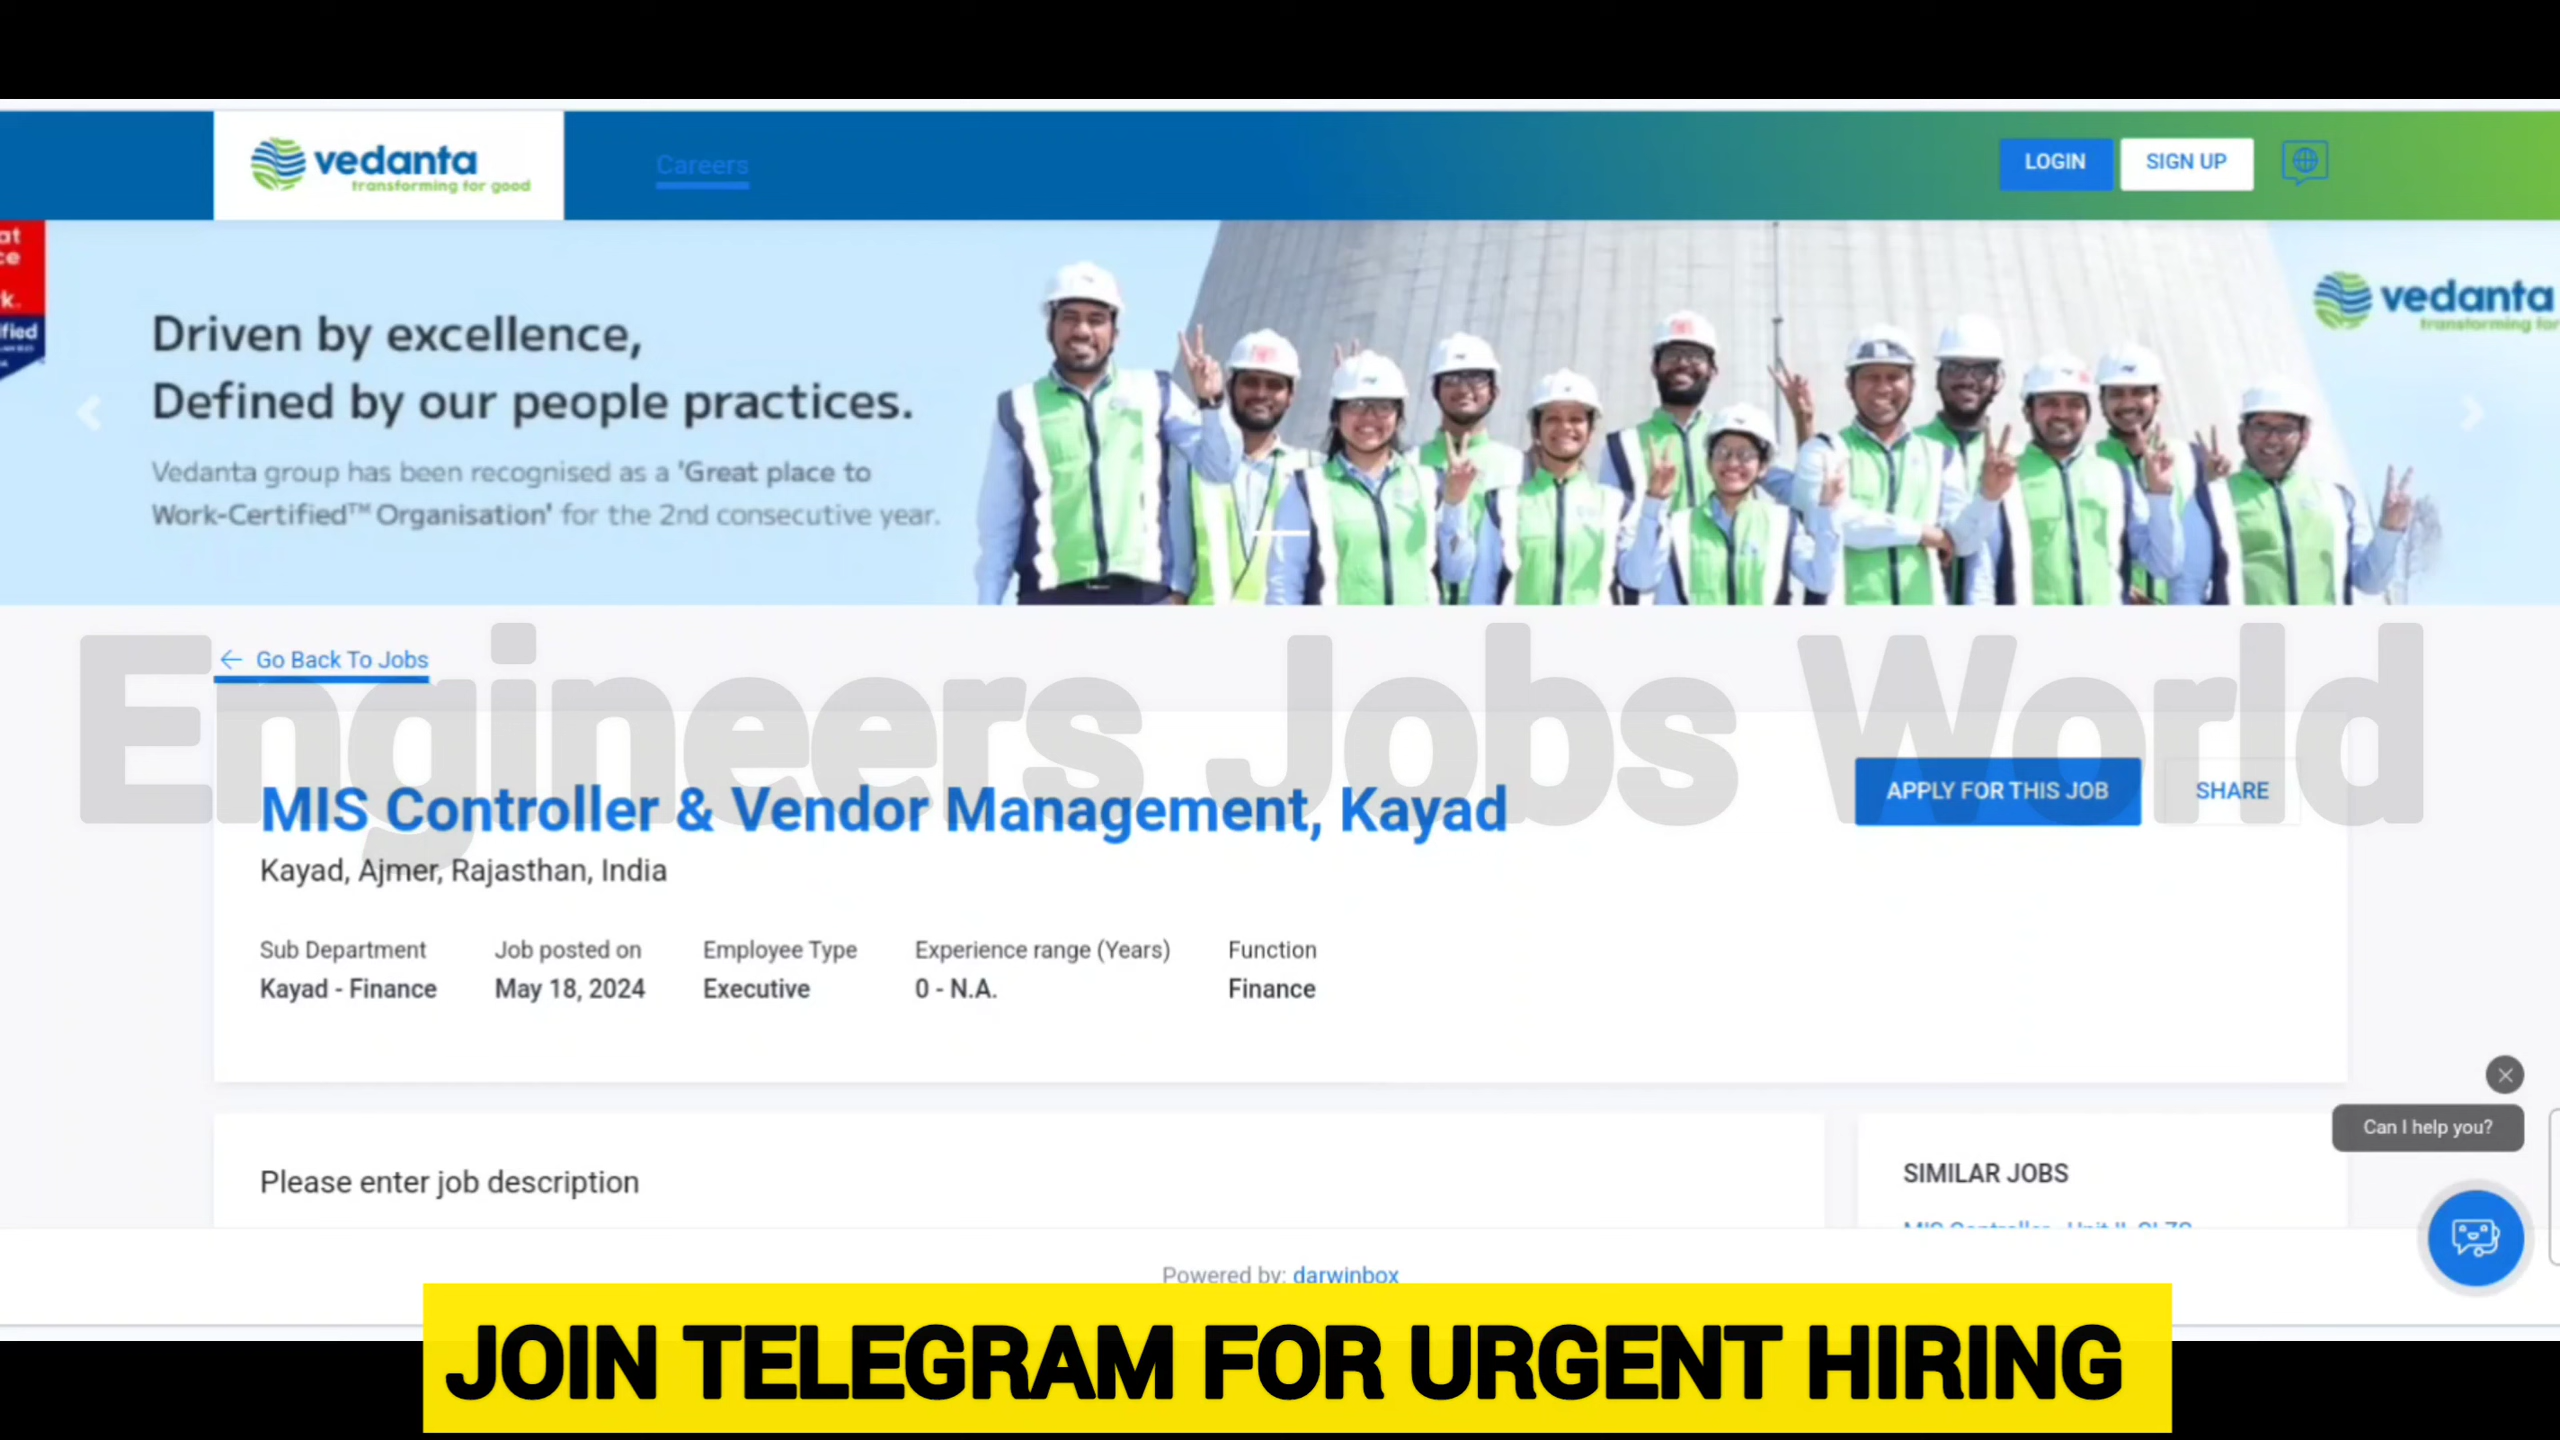 vedanta
transforming for good
Careers
LOGIN
SIGN UP
Driven by excellence,
Defined by our people practices.
Vedanta group has been recognised as a 'Great place to
Work-Certified™ Organisation' for the 2nd consecutive year.
vedanta
transforming for
Go Back To Jobs
Engineers Jobs World
MIS Controller & Vendor Management, Kayad
APPLY FOR THIS JOB
SHARE
Kayad, Ajmer, Rajasthan, India
Sub Department Job posted on Employee Type Experience range (Years) Function
Kayad - Finance May 18, 2024 Executive 0 - N.A. Finance
Can I help you?
Please enter job description
SIMILAR JOBS
Powered by: darwinbox
JOIN TELEGRAM FOR URGENT HIRING